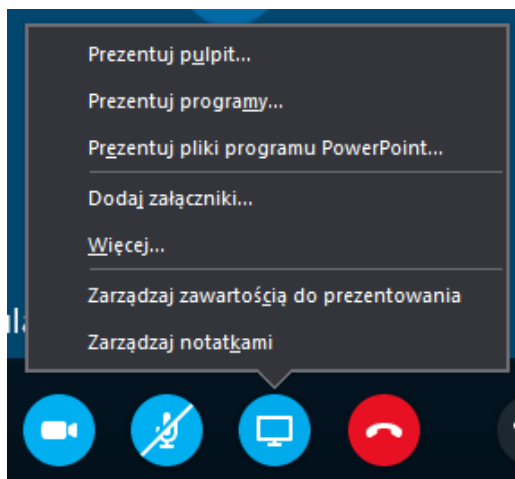 Prezentuj pulpit...
Prezentuj programy...
Prezentuj pliki programu PowerPoint...
Dodaj załączniki...
Więcej...
Zarządzaj zawartością do prezentowania
Zarządzaj notatkami